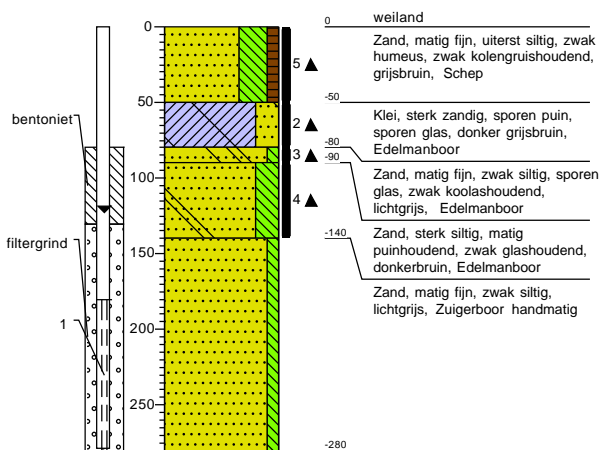 weiland
0
0
Zand, matig fijn, uiterst siltig, zwak
humeus, zwak kolengruishoudend,
grijsbruin, Schep
5
50
-50
bentoniet
Klei, sterk zandig, sporen puin,
sporen glas, donker grijsbruin,
Edelmanboor
2
-80
3
-90
100
Zand, matig fijn, zwak siltig, sporen
glas, zwak koolashoudend,
lichtgrijs, Edelmanboor
4
-140
Zand, sterk siltig, matig
puinhoudend, zwak glashoudend,
donkerbruin, Edelmanboor
filtergrind
150
Zand, matig fijn, zwak siltig,
lichtgrijs, Zuigerboor handmatig
1
200
250
-280